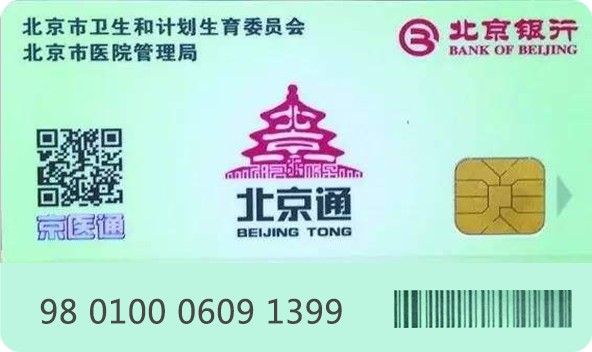 北京市卫生和计划生育委员会
北京市医院管理局
北京银行
BANK OF BEIJING
北京
京医通
北京通
BEIJING TONG
98 0100 0609 1399